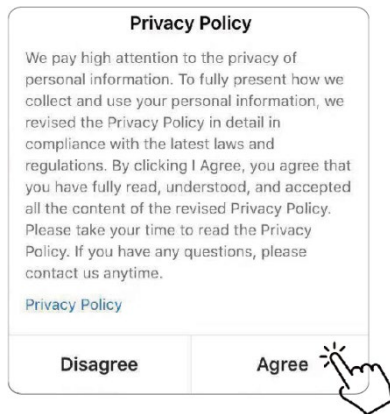 Privacy Policy
We pay high attention to the privacy of
personal information. To fully present how we
collect and use your personal information, we
revised the Privacy Policy in detail in
compliance with the latest laws and
regulations. By clicking I Agree, you agree that
you have fully read, understood, and accepted
all the content of the revised Privacy Policy.
Please take your time to read the Privacy
Policy. If you have any questions, please
contact us anytime.
Privacy Policy
Disagree
Agree